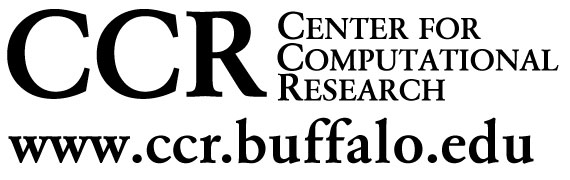 CCR
CENTER FOR
COMPUTATIONAL
RESEARCH
www.ccr.buffalo.edu